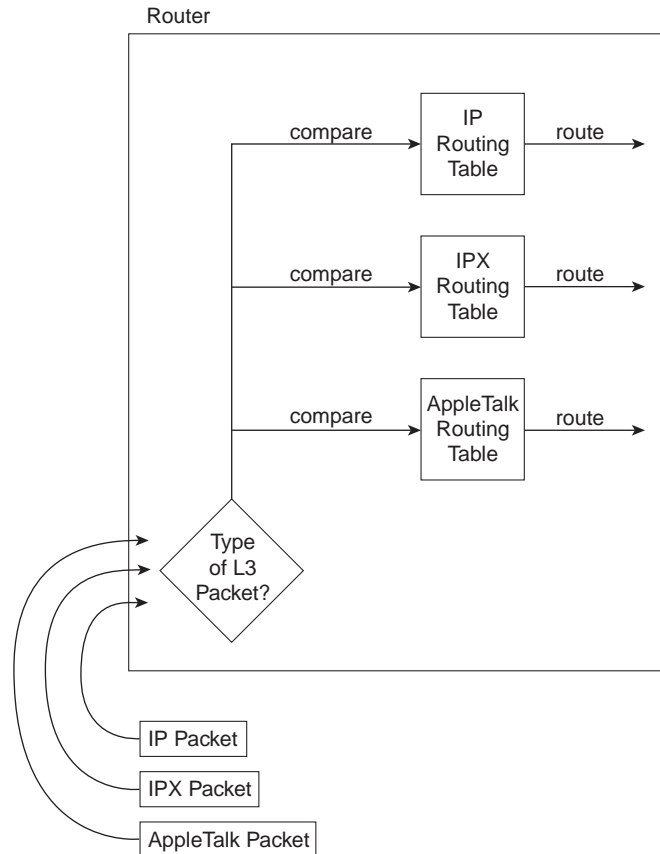 Router
compare
IP
Routing
Table
route
compare
IPX
Routing
Table
route
compare
AppleTalk
Routing
Table
route
Type
of L3
Packet?
IP Packet
IPX Packet
AppleTalk Packet